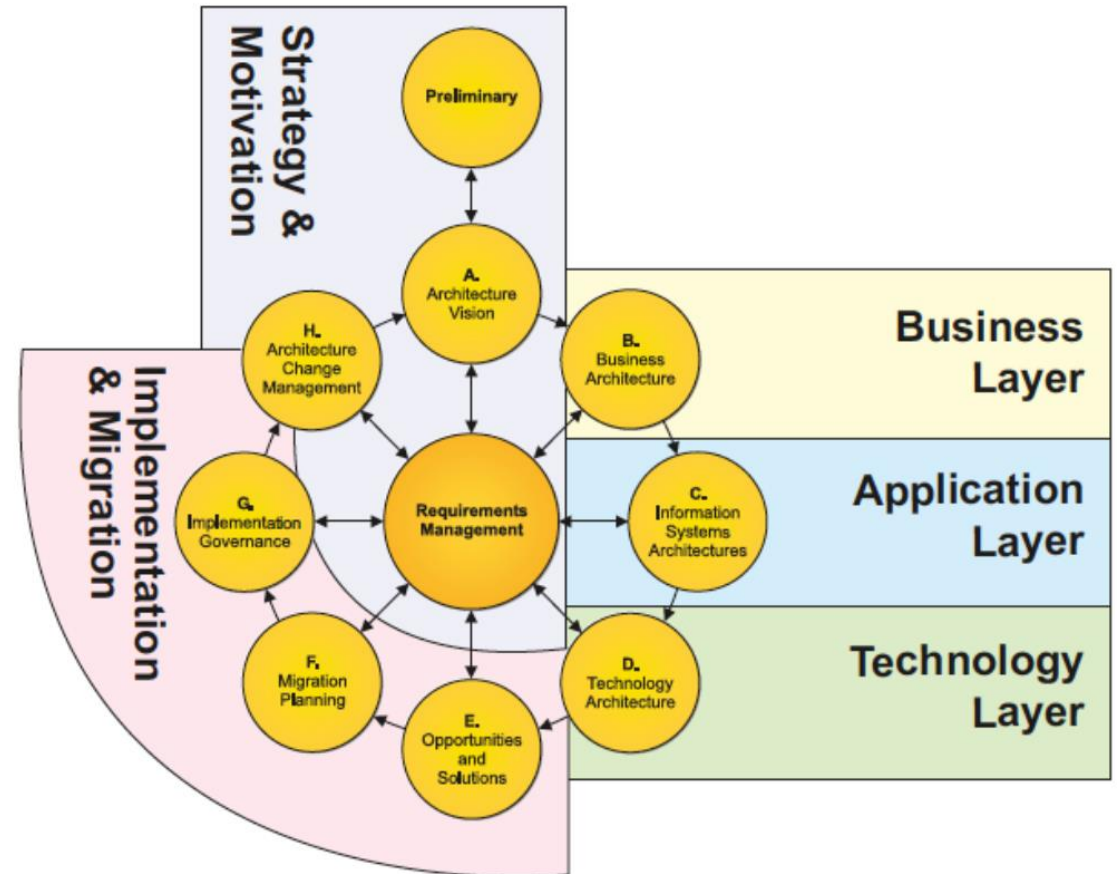 Strategy &
Motivation
Preliminary
A.
Architecture
Vision
H.
Architecture
Change
Management
B.
Business
Architecture
Business
Layer
Implementation
& Migration
G.
Implementation
Governance
Requirements
Management
C.
Information
Systems
Architectures
Application
Layer
F.
Migration
Planning
E.
Opportunities
and
Solutions
D.
Technology
Architecture
Technology
Layer